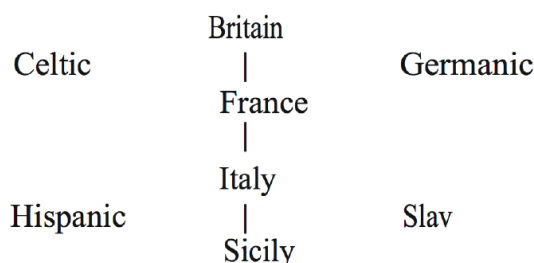 Britain
Celtic Germanic
France
Italy
Hispanic Slav
Sicily